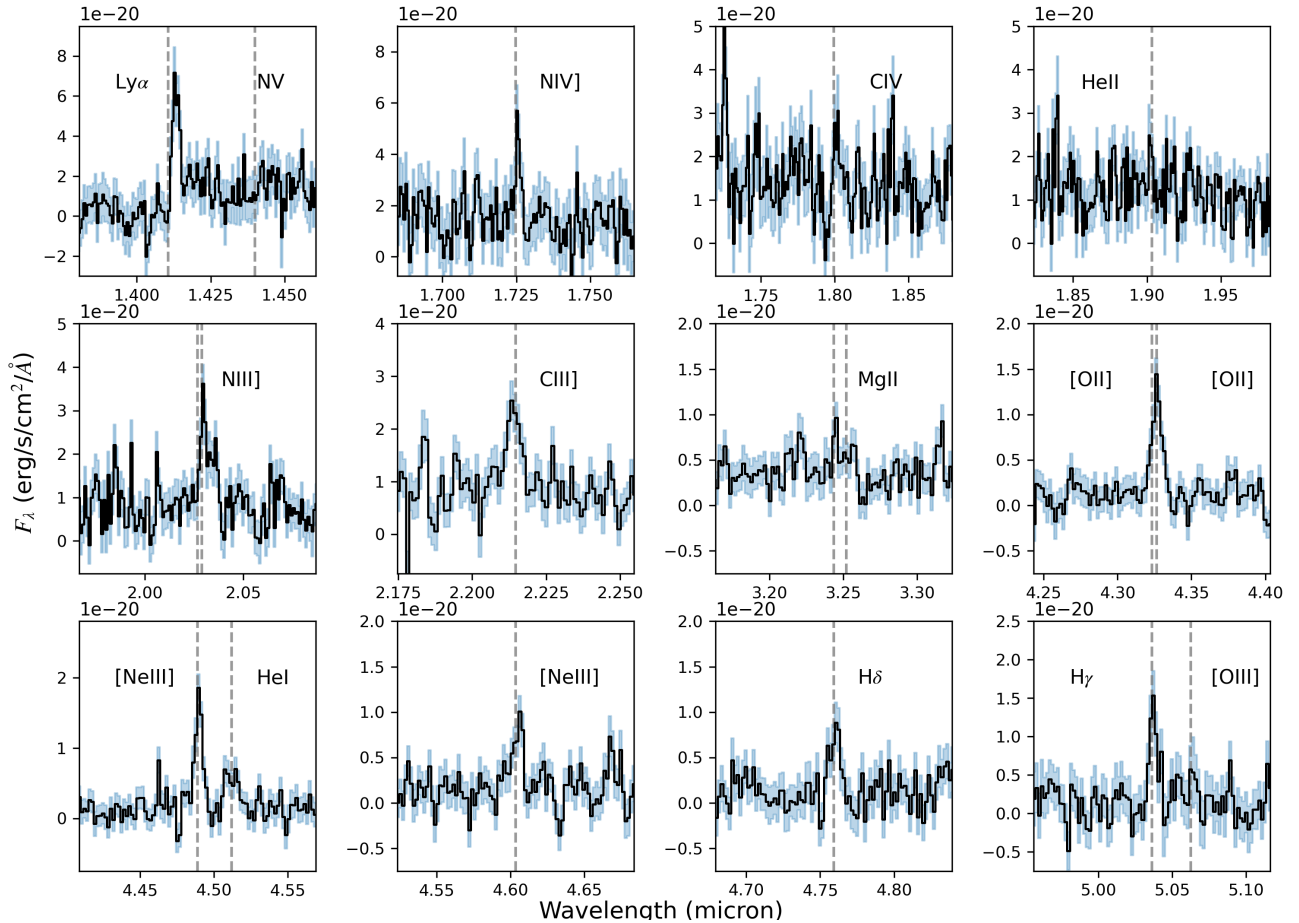 1e−20 1e−20 1e−20 1e−20
8 8 5 5
6 Lyα NV 6 NIV] 4 CIV 4 HeII
4 4 3 3
2 2 2 2
0 1 1
−2 0 0 0
1.400 1.425 1.450 1.700 1.725 1.750 1.75 1.80 1.85 1.85 1.90 1.95
1e−20 1e−20 1e−20 1e−20
5 4 2.0 2.0
4 NIII] 3 CIII] 1.5 MgII 1.5 [OII] [OII]
3 2 1.0 1.0
2 1 0.5 0.5
1 0 0.0 0.0
0 −0.5 −0.5
2.00 2.05 2.175 2.200 2.225 2.250 3.20 3.25 3.30 4.25 4.30 4.35 4.40
1e−20 1e−20 1e−20 1e−20
2.0 2.0 2.5
2 [NeIII] HeI 1.5 [NeIII] 1.5 Hδ 2.0 Hγ [OIII]
1.0 1.0 1.5
1 0.5 0.5 1.0
0.0 0.0 0.5
0 −0.5 −0.5 0.0
−0.5
4.45 4.50 4.55 4.55 4.60 4.65 4.70 4.76 4.80 5.00 5.05 5.10
Fλ (erg/s/cm²/Å)
Wavelength (micron)